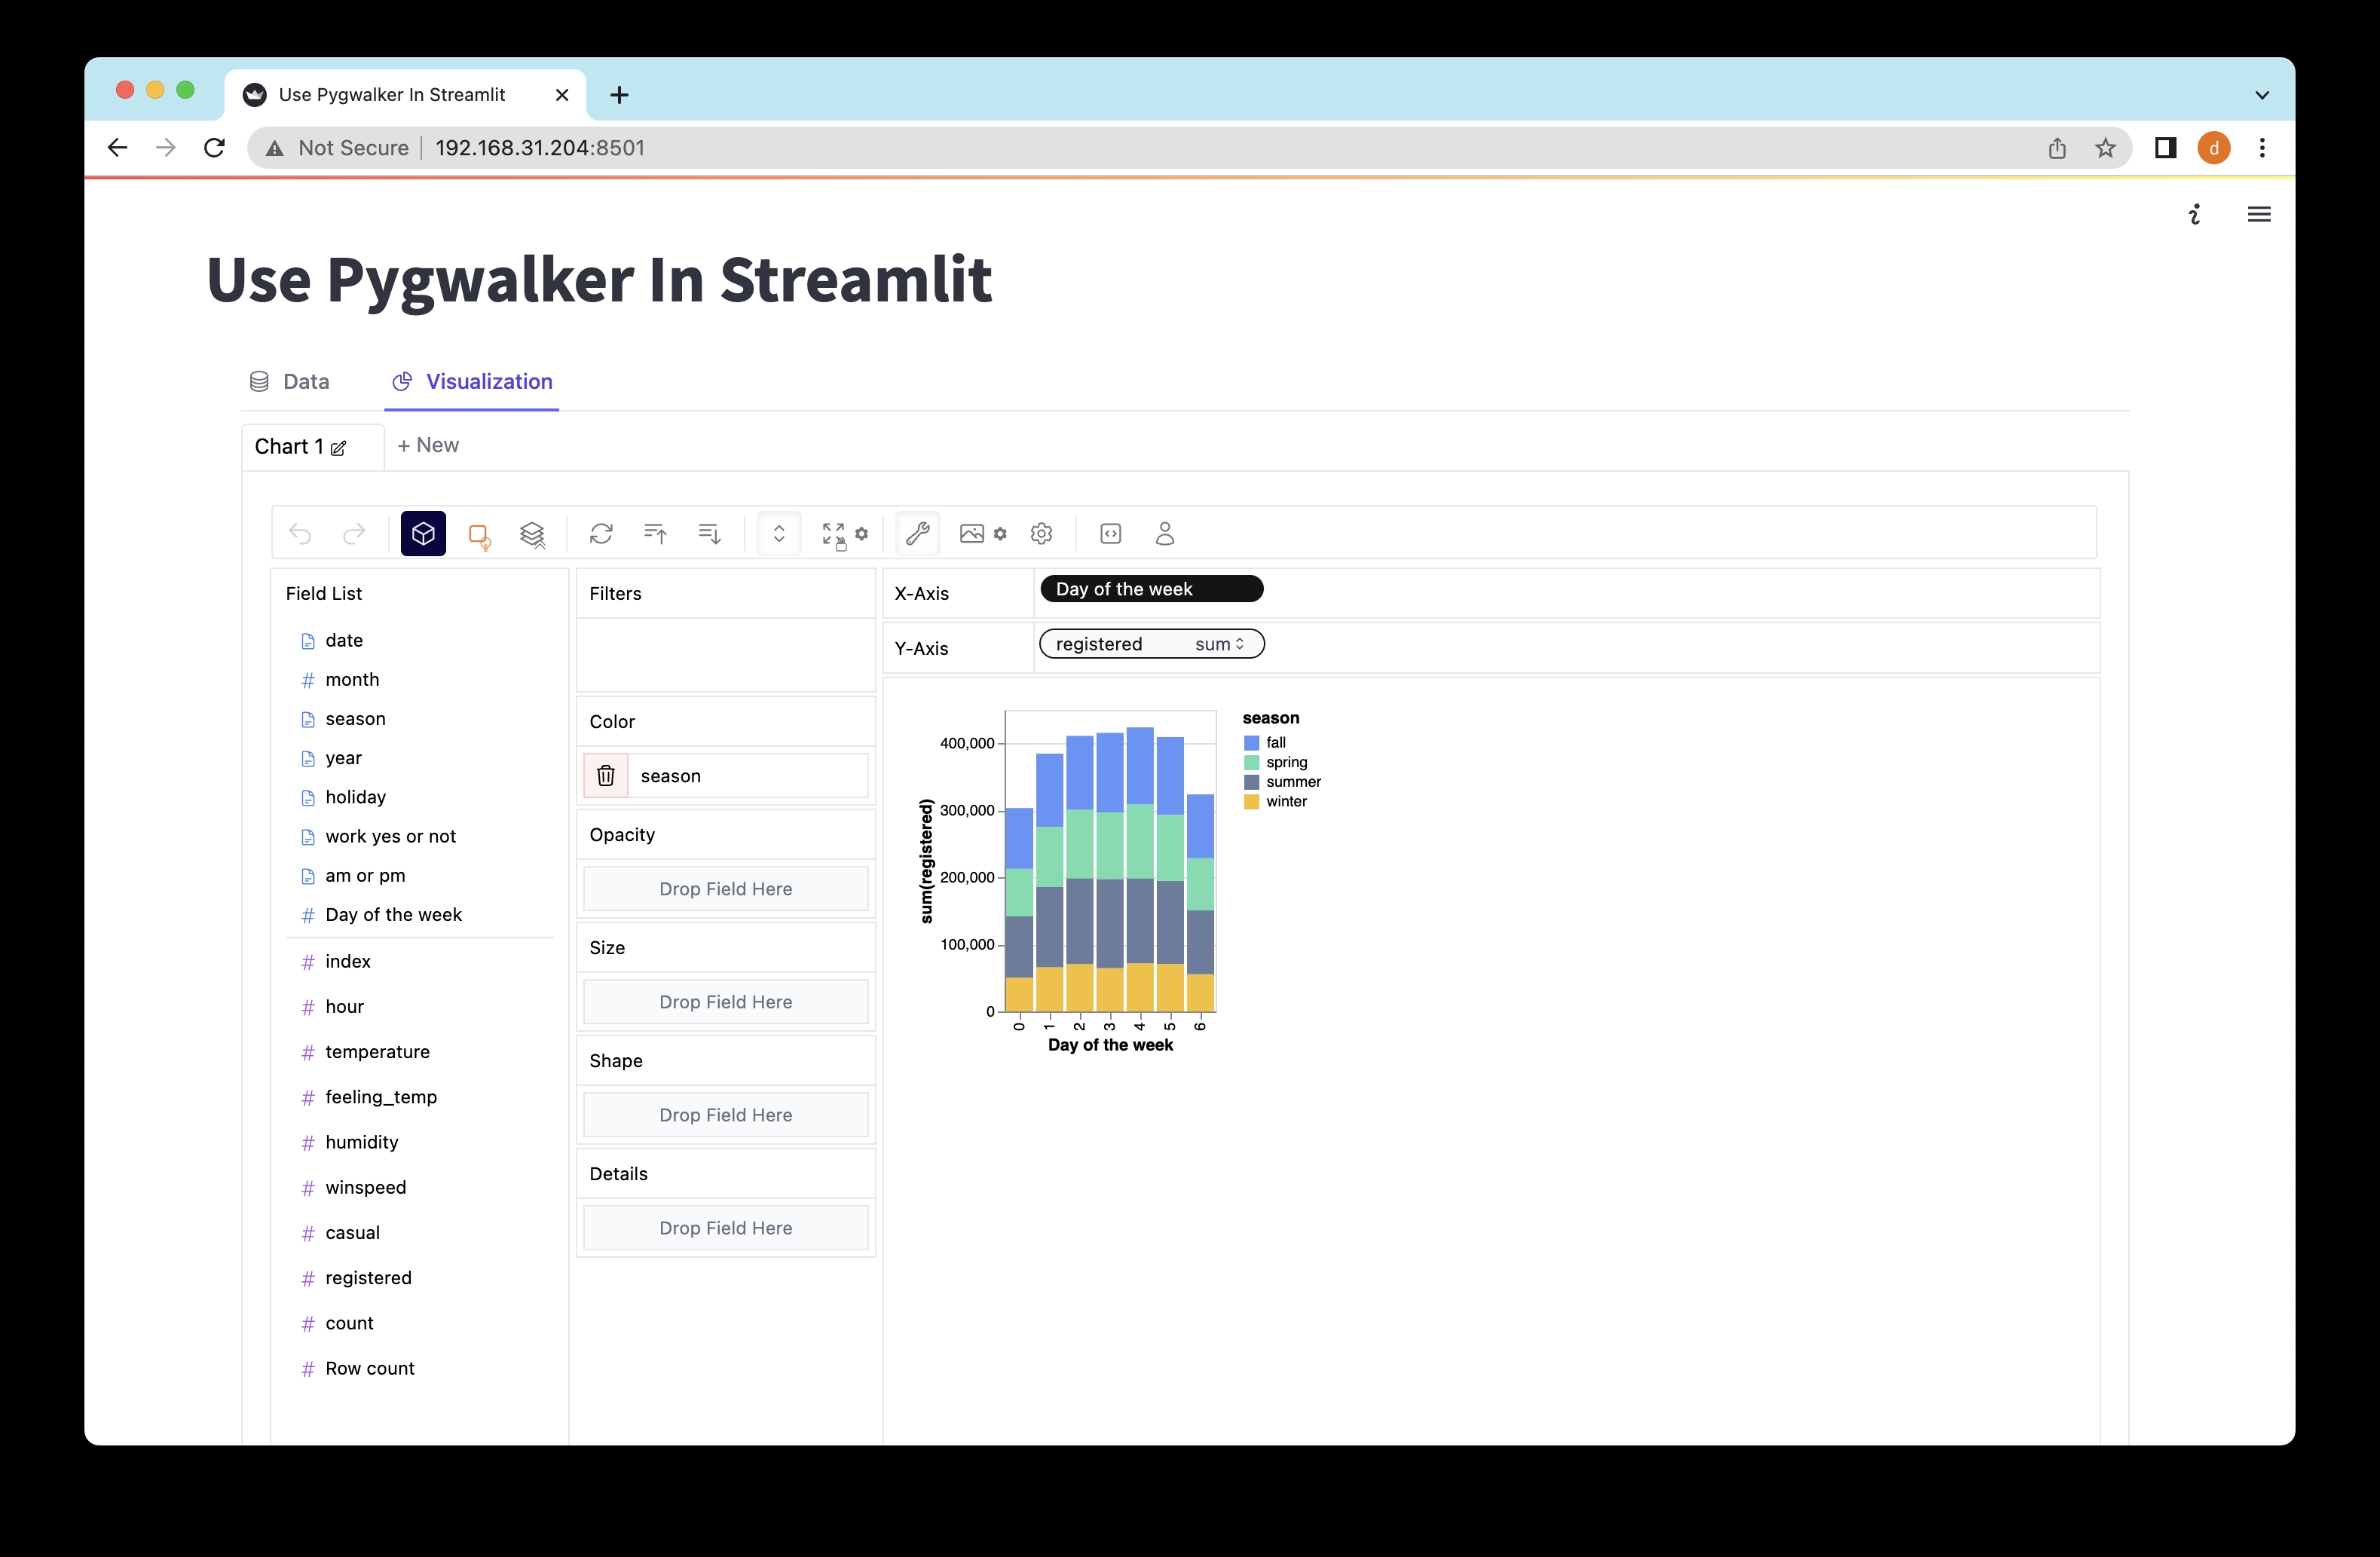 Use Pygwalker In Streamlit
Not Secure 192.168.31.204:8501
d
i
Use Pygwalker In Streamlit
Data Visualization
Chart 1 + New
Field List
date
month
season
year
holiday
work yes or not
am or pm
Day of the week
index
hour
temperature
feeling_temp
humidity
winspeed
casual
registered
count
Row count
Filters
Color
season
Opacity
Drop Field Here
Size
Drop Field Here
Shape
Drop Field Here
Details
Drop Field Here
X-Axis Day of the week
Y-Axis registered sum
sum(registered)
400,000
300,000
200,000
100,000
0
0 1 2 3 4 5 6
Day of the week
season
fall
spring
summer
winter